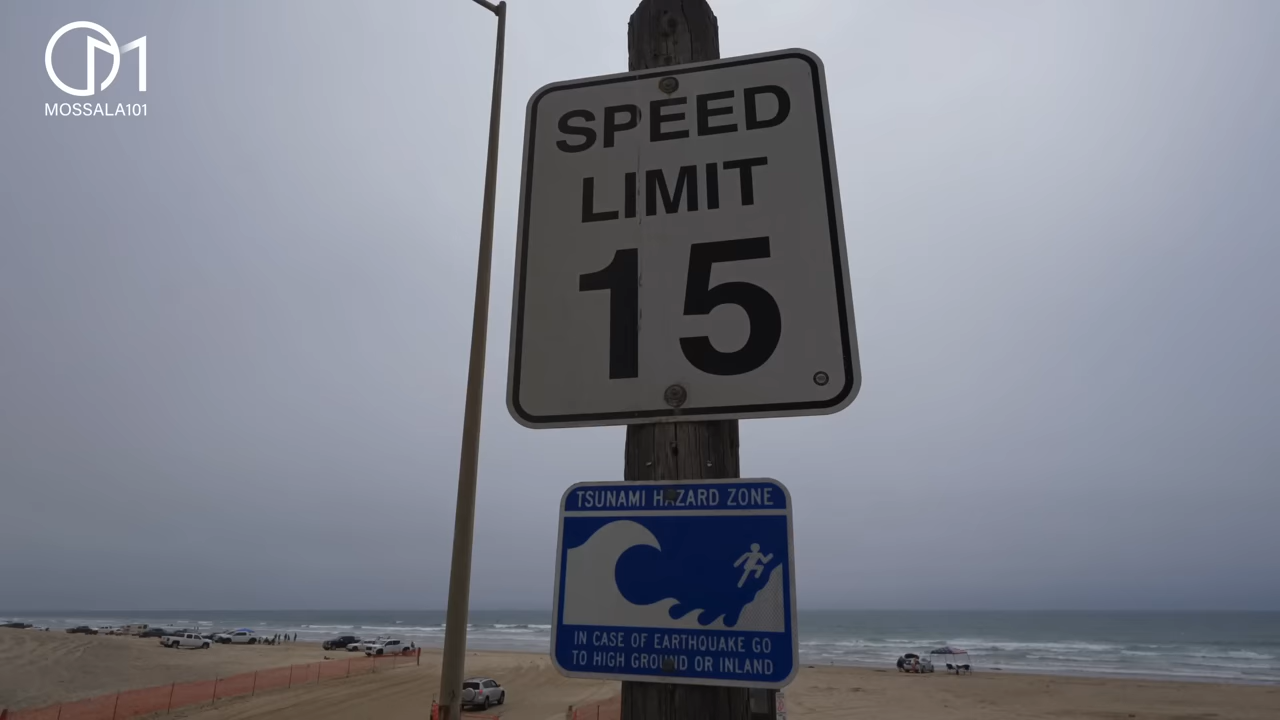 MOSSALA101
SPEED
LIMIT
15
TSUNAMI HAZARD ZONE
IN CASE OF EARTHQUAKE GO
TO HIGH GROUND OR INLAND